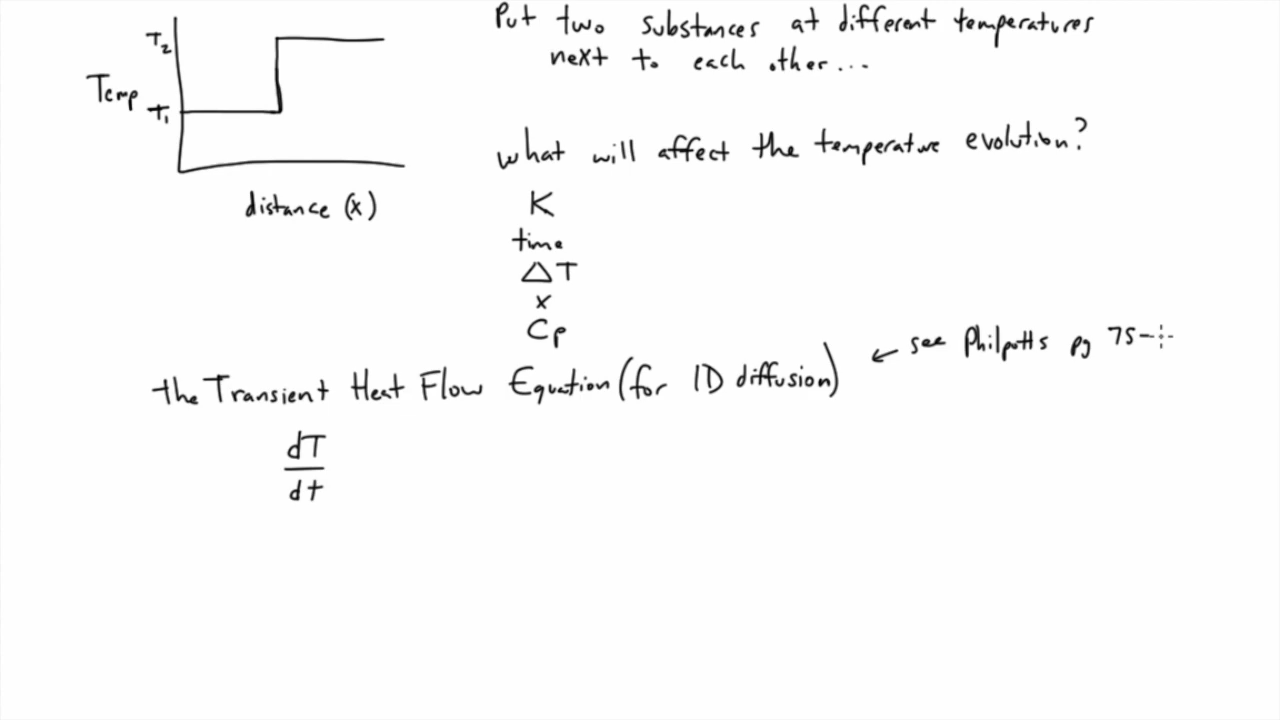 Put two substances at different temperatures
next to each other...
T2
Temp
T1
distance (x)
What will affect the temperature evolution?
K
time
ΔT
x
Cp
the Transient Heat Flow Equation (for 1D diffusion)
← see Philpotts pg 75-
dT
dt